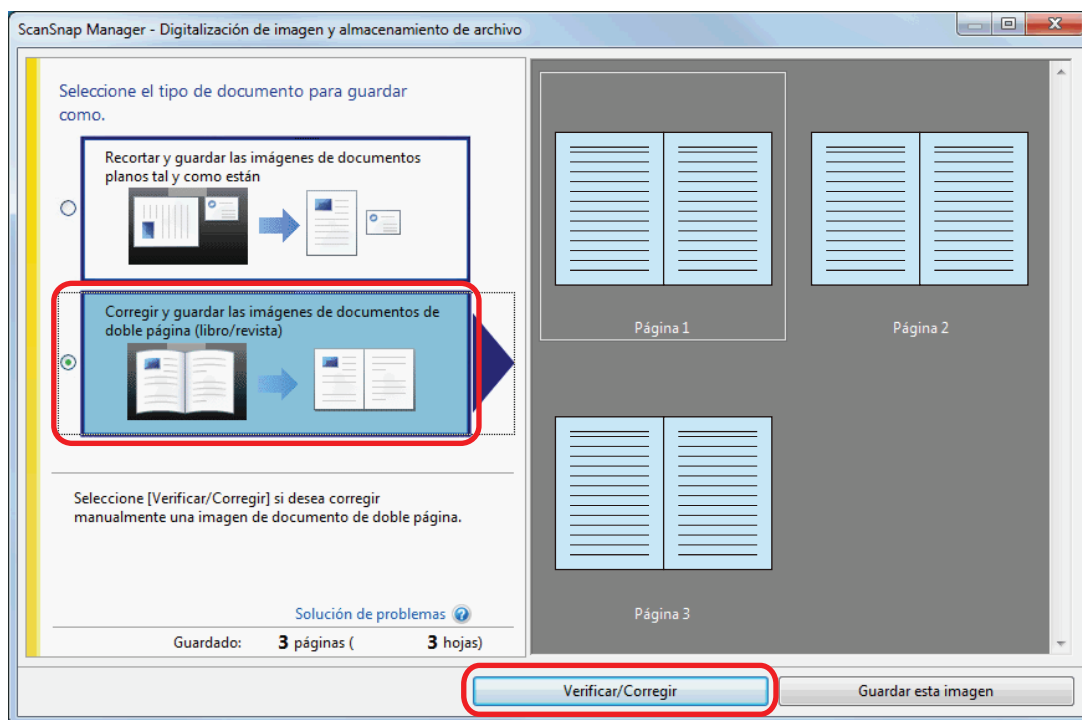 ScanSnap Manager - Digitalización de imagen y almacenamiento de archivo
Seleccione el tipo de documento para guardar
como.
Recortar y guardar las imágenes de documentos
planos tal y como están
Corregir y guardar las imágenes de documentos de
doble página (libro/revista)
Seleccione [Verificar/Corregir] si desea corregir
manualmente una imagen de documento de doble página.
Solución de problemas ?
Guardado: 3 páginas ( 3 hojas)
Página 1
Página 2
Página 3
Verificar/Corregir
Guardar esta imagen